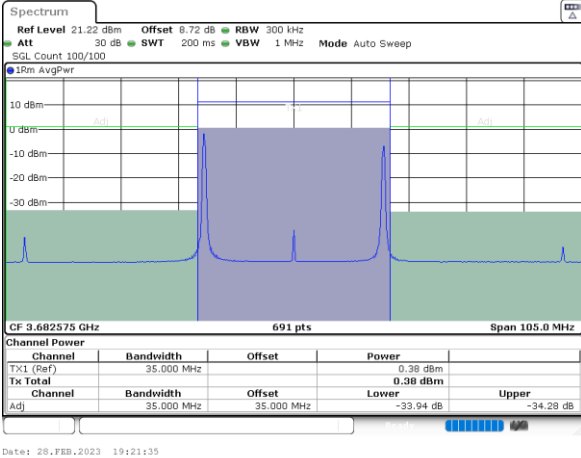 Spectrum
Ref Level 21.22 dBm Offset 8.72 dB RBW 300 kHz
Att 30 dB SWT 200 ms VBW 1 MHz Mode Auto Sweep
SGL Count 100/100
1Rm AvgPwr
10 dBm
Adj Adj
0 dBm
-10 dBm
-20 dBm
-30 dBm
CF 3.682575 GHz 691 pts Span 105.0 MHz
Channel Power
Channel Bandwidth Offset Power
TX1 (Ref) 35.000 MHz 0.38 dBm
Tx Total 0.38 dBm
Channel Bandwidth Offset Lower Upper
Adj 35.000 MHz 35.000 MHz -33.94 dB -34.28 dB
Ready
Date: 28.FEB.2023 19:21:35